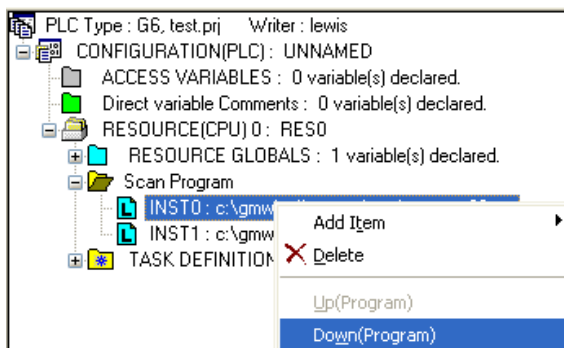 PLC Type : G6, test.prj Writer : lewis
CONFIGURATION(PLC) : UNNAMED
ACCESS VARIABLES : 0 variable(s) declared.
Direct variable Comments : 0 variable(s) declared.
RESOURCE(CPU) 0 : RES0
RESOURCE GLOBALS : 1 variable(s) declared.
Scan Program
INST0 : c:\gmw
INST1 : c:\gmw
TASK DEFINITION
Add Item
Delete
Up(Program)
Down(Program)